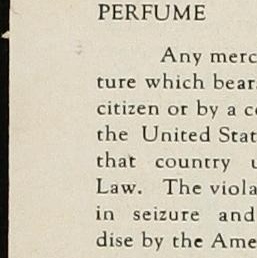 PERFUME
Any merc
ture which bear
citizen or by a c
the United Stat
that country u
Law. The viola
in seizure and
dise by the Ame